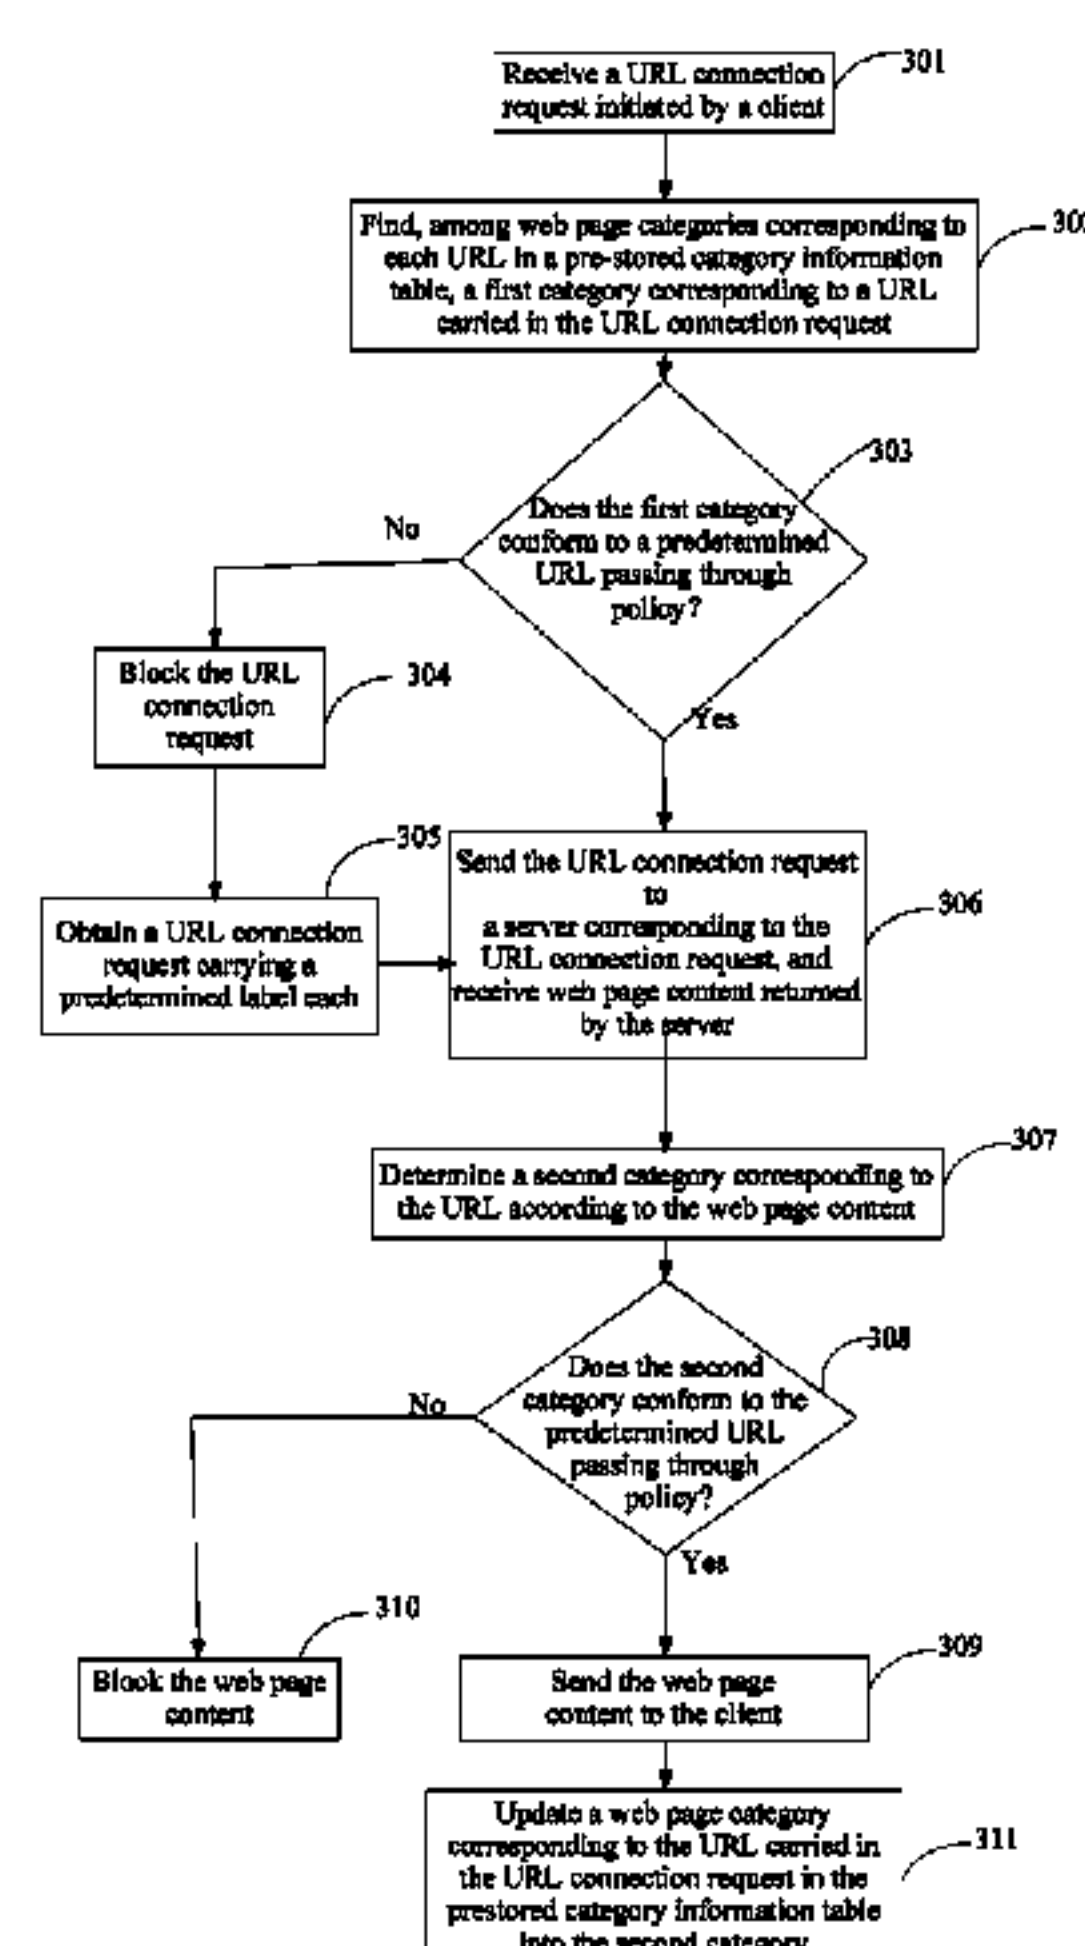 301
Receive a URL connection
request initiated by a client
Find, among web page categories corresponding to
each URL in a pre-stored category information
table, a first category corresponding to a URL
carried in the URL connection request
303
Does the first category
conform to a predetermined
URL passing through
policy?
No
Yes
Block the URL
connection
request
304
305
Obtain a URL connection
request carrying a
predetermined label each
Send the URL connection request
to
a server corresponding to the
URL connection request, and
receive web page content returned
by the server
306
307
Determine a second category corresponding to
the URL according to the web page content
308
Does the second
category conform to the
predetermined URL
passing through
policy?
No
Yes
310
Block the web page
content
309
Send the web page
content to the client
Update a web page category
corresponding to the URL carried in
the URL connection request in the
prestored category information table
into the second category
311